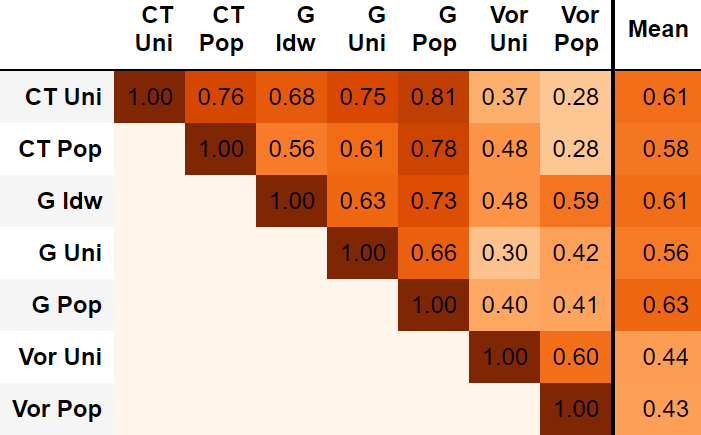 CT CT G G G Vor Vor
Uni Pop Idw Uni Pop Uni Pop Mean
CT Uni 1.00 0.76 0.68 0.75 0.81 0.37 0.28 0.61
CT Pop 1.00 0.56 0.61 0.78 0.48 0.28 0.58
G Idw 1.00 0.63 0.73 0.48 0.59 0.61
G Uni 1.00 0.66 0.30 0.42 0.56
G Pop 1.00 0.40 0.41 0.63
Vor Uni 1.00 0.60 0.44
Vor Pop 1.00 0.43